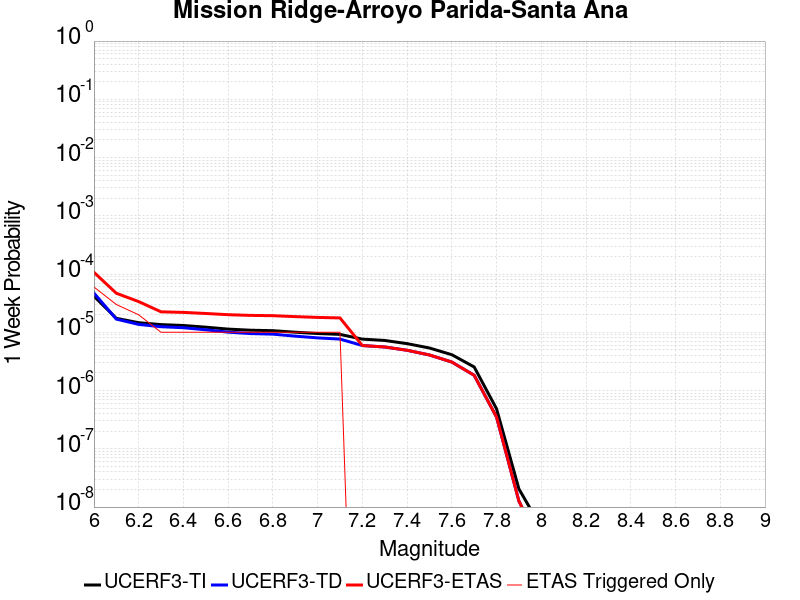 Mission Ridge-Arroyo Parida-Santa Ana
10^0
10^-1
10^-2
10^-3
10^-4
10^-5
10^-6
10^-7
10^-8
1 Week Probability
6 6.2 6.4 6.6 6.8 7 7.2 7.4 7.6 7.8 8 8.2 8.4 8.6 8.8 9
Magnitude
UCERF3-TI UCERF3-TD UCERF3-ETAS ETAS Triggered Only